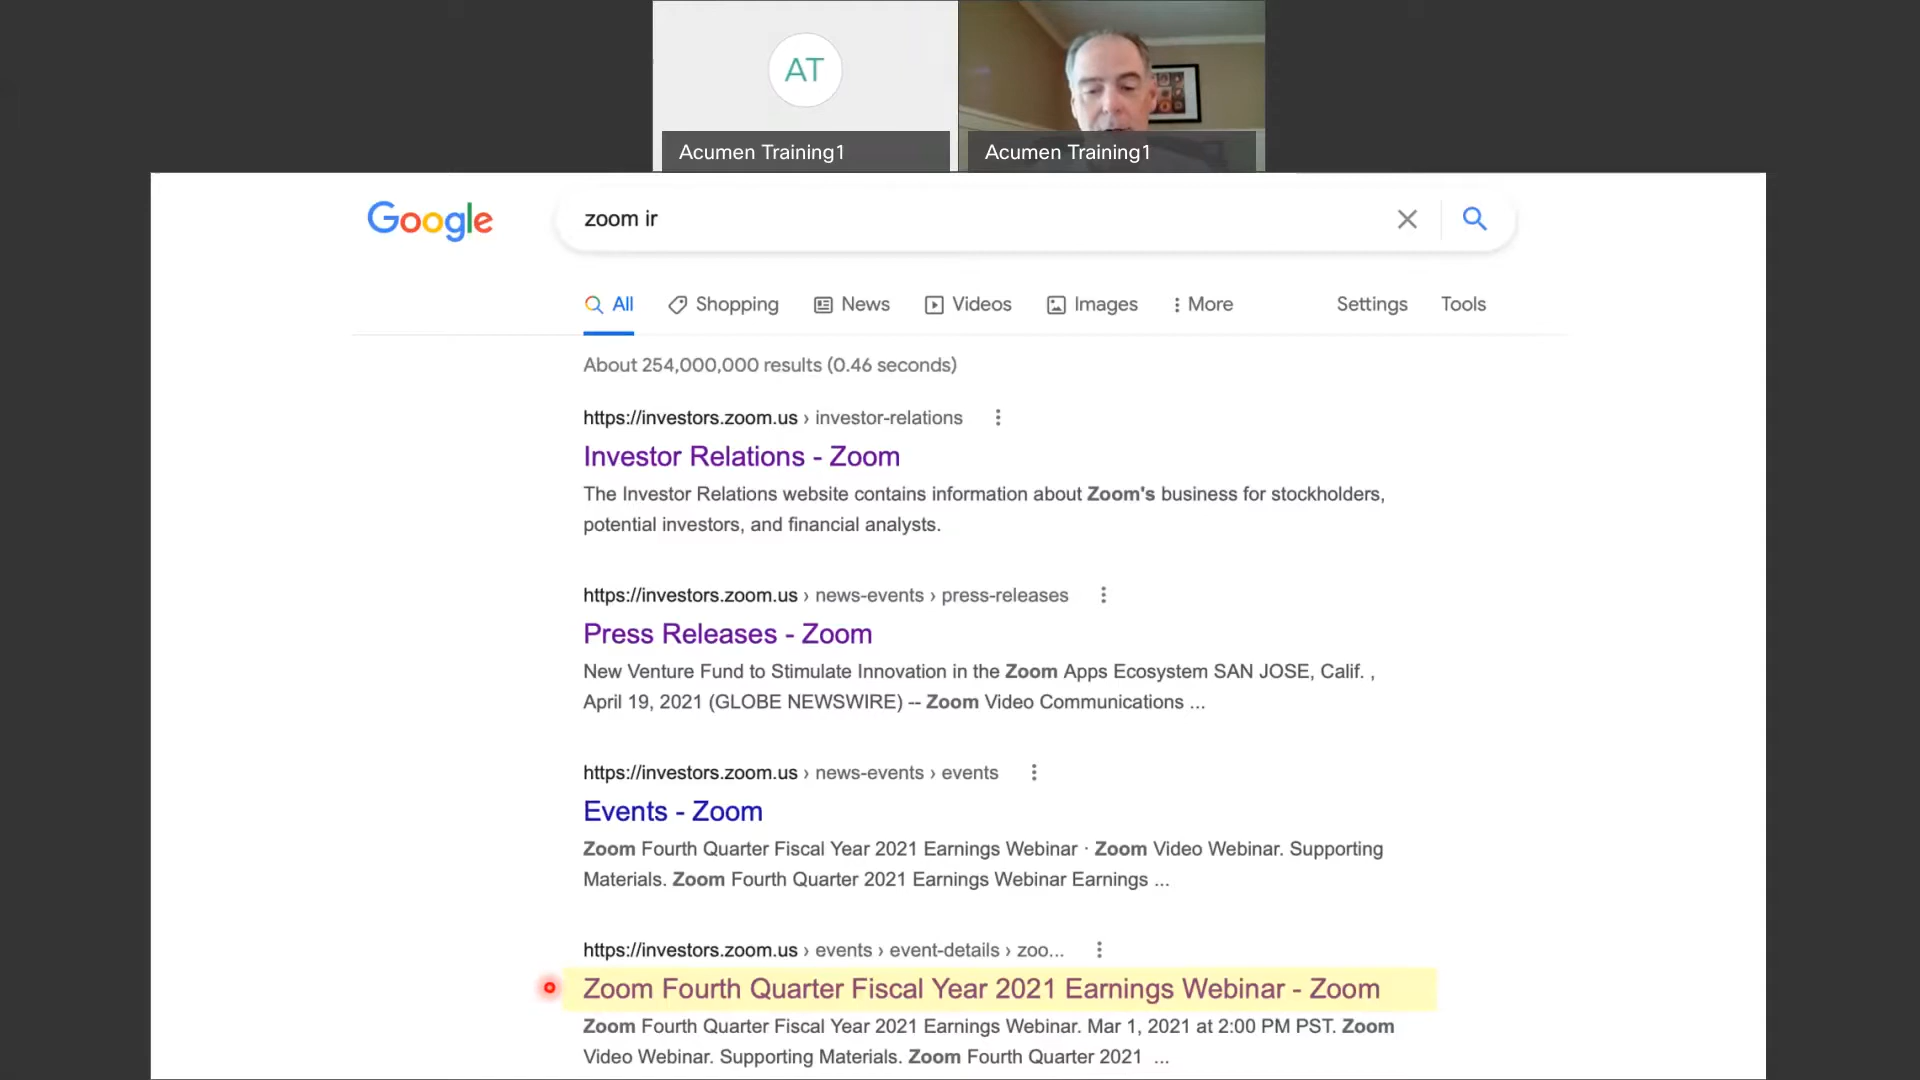 AT
Acumen Training1
Acumen Training1
Google
zoom ir
All Shopping News Videos Images More Settings Tools
About 254,000,000 results (0.46 seconds)
https://investors.zoom.us › investor-relations
Investor Relations - Zoom
The Investor Relations website contains information about Zoom's business for stockholders,
potential investors, and financial analysts.
https://investors.zoom.us › news-events › press-releases
Press Releases - Zoom
New Venture Fund to Stimulate Innovation in the Zoom Apps Ecosystem SAN JOSE, Calif. ,
April 19, 2021 (GLOBE NEWSWIRE) -- Zoom Video Communications ...
https://investors.zoom.us › news-events › events
Events - Zoom
Zoom Fourth Quarter Fiscal Year 2021 Earnings Webinar · Zoom Video Webinar. Supporting
Materials. Zoom Fourth Quarter 2021 Earnings Webinar Earnings ...
https://investors.zoom.us › events › event-details › zoo...
Zoom Fourth Quarter Fiscal Year 2021 Earnings Webinar - Zoom
Zoom Fourth Quarter Fiscal Year 2021 Earnings Webinar. Mar 1, 2021 at 2:00 PM PST. Zoom
Video Webinar. Supporting Materials. Zoom Fourth Quarter 2021 ...